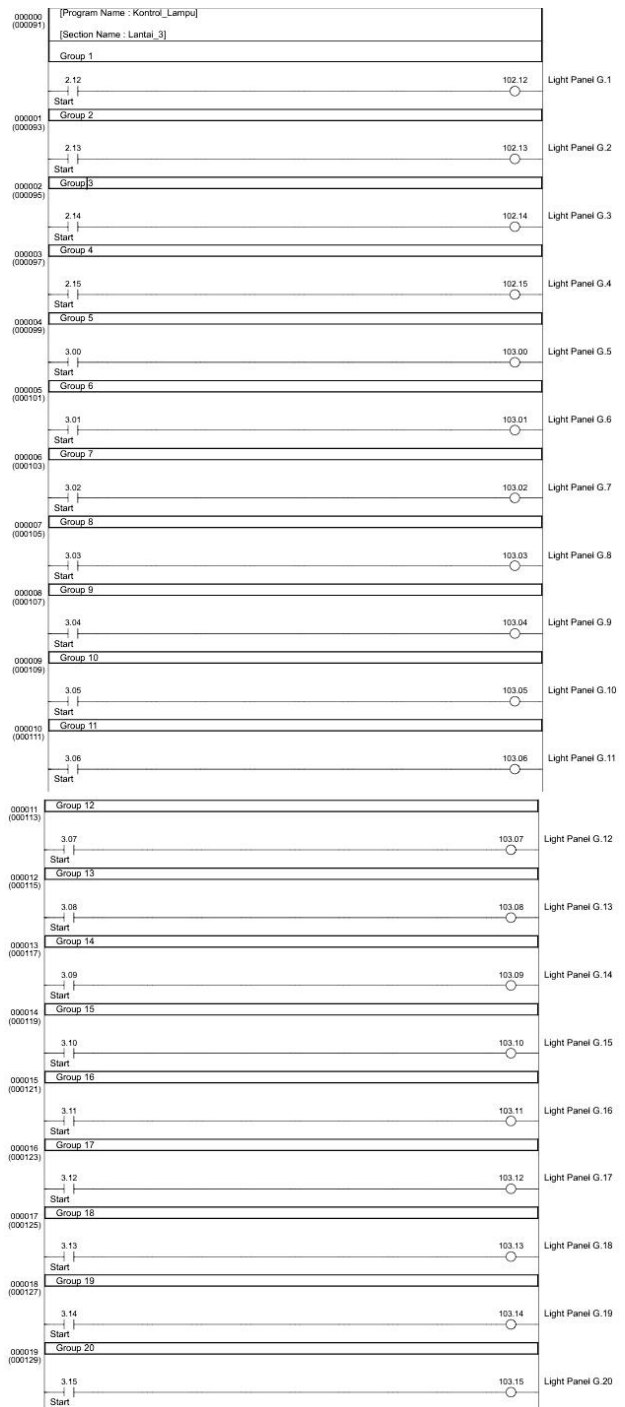 000000 [Program Name : Kontrol_Lampu]
(000091)
[Section Name : Lantai_3]
Group 1
2.12 102.12 Light Panel G.1
Start
000001 Group 2
(000093)
2.13 102.13 Light Panel G.2
Start
000002 Group 3
(000095)
2.14 102.14 Light Panel G.3
Start
000003 Group 4
(000097)
2.15 102.15 Light Panel G.4
Start
000004 Group 5
(000099)
3.00 103.00 Light Panel G.5
Start
000005 Group 6
(000101)
3.01 103.01 Light Panel G.6
Start
000006 Group 7
(000103)
3.02 103.02 Light Panel G.7
Start
000007 Group 8
(000105)
3.03 103.03 Light Panel G.8
Start
000008 Group 9
(000107)
3.04 103.04 Light Panel G.9
Start
000009 Group 10
(000109)
3.05 103.05 Light Panel G.10
Start
000010 Group 11
(000111)
3.06 103.06 Light Panel G.11
Start
000011 Group 12
(000113)
3.07 103.07 Light Panel G.12
Start
000012 Group 13
(000115)
3.08 103.08 Light Panel G.13
Start
000013 Group 14
(000117)
3.09 103.09 Light Panel G.14
Start
000014 Group 15
(000119)
3.10 103.10 Light Panel G.15
Start
000015 Group 16
(000121)
3.11 103.11 Light Panel G.16
Start
000016 Group 17
(000123)
3.12 103.12 Light Panel G.17
Start
000017 Group 18
(000125)
3.13 103.13 Light Panel G.18
Start
000018 Group 19
(000127)
3.14 103.14 Light Panel G.19
Start
000019 Group 20
(000129)
3.15 103.15 Light Panel G.20
Start